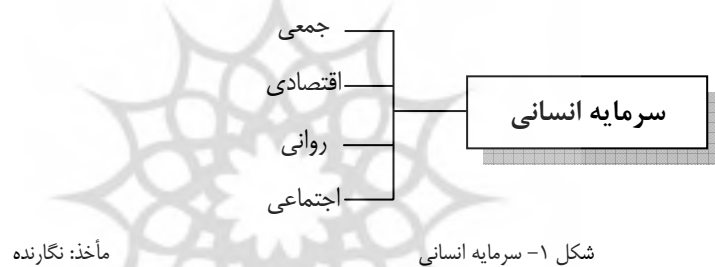 سرمایه انسانی
جمعی
اقتصادی
روانی
اجتماعی
شکل ۱- سرمایه انسانی
مأخذ: نگارنده